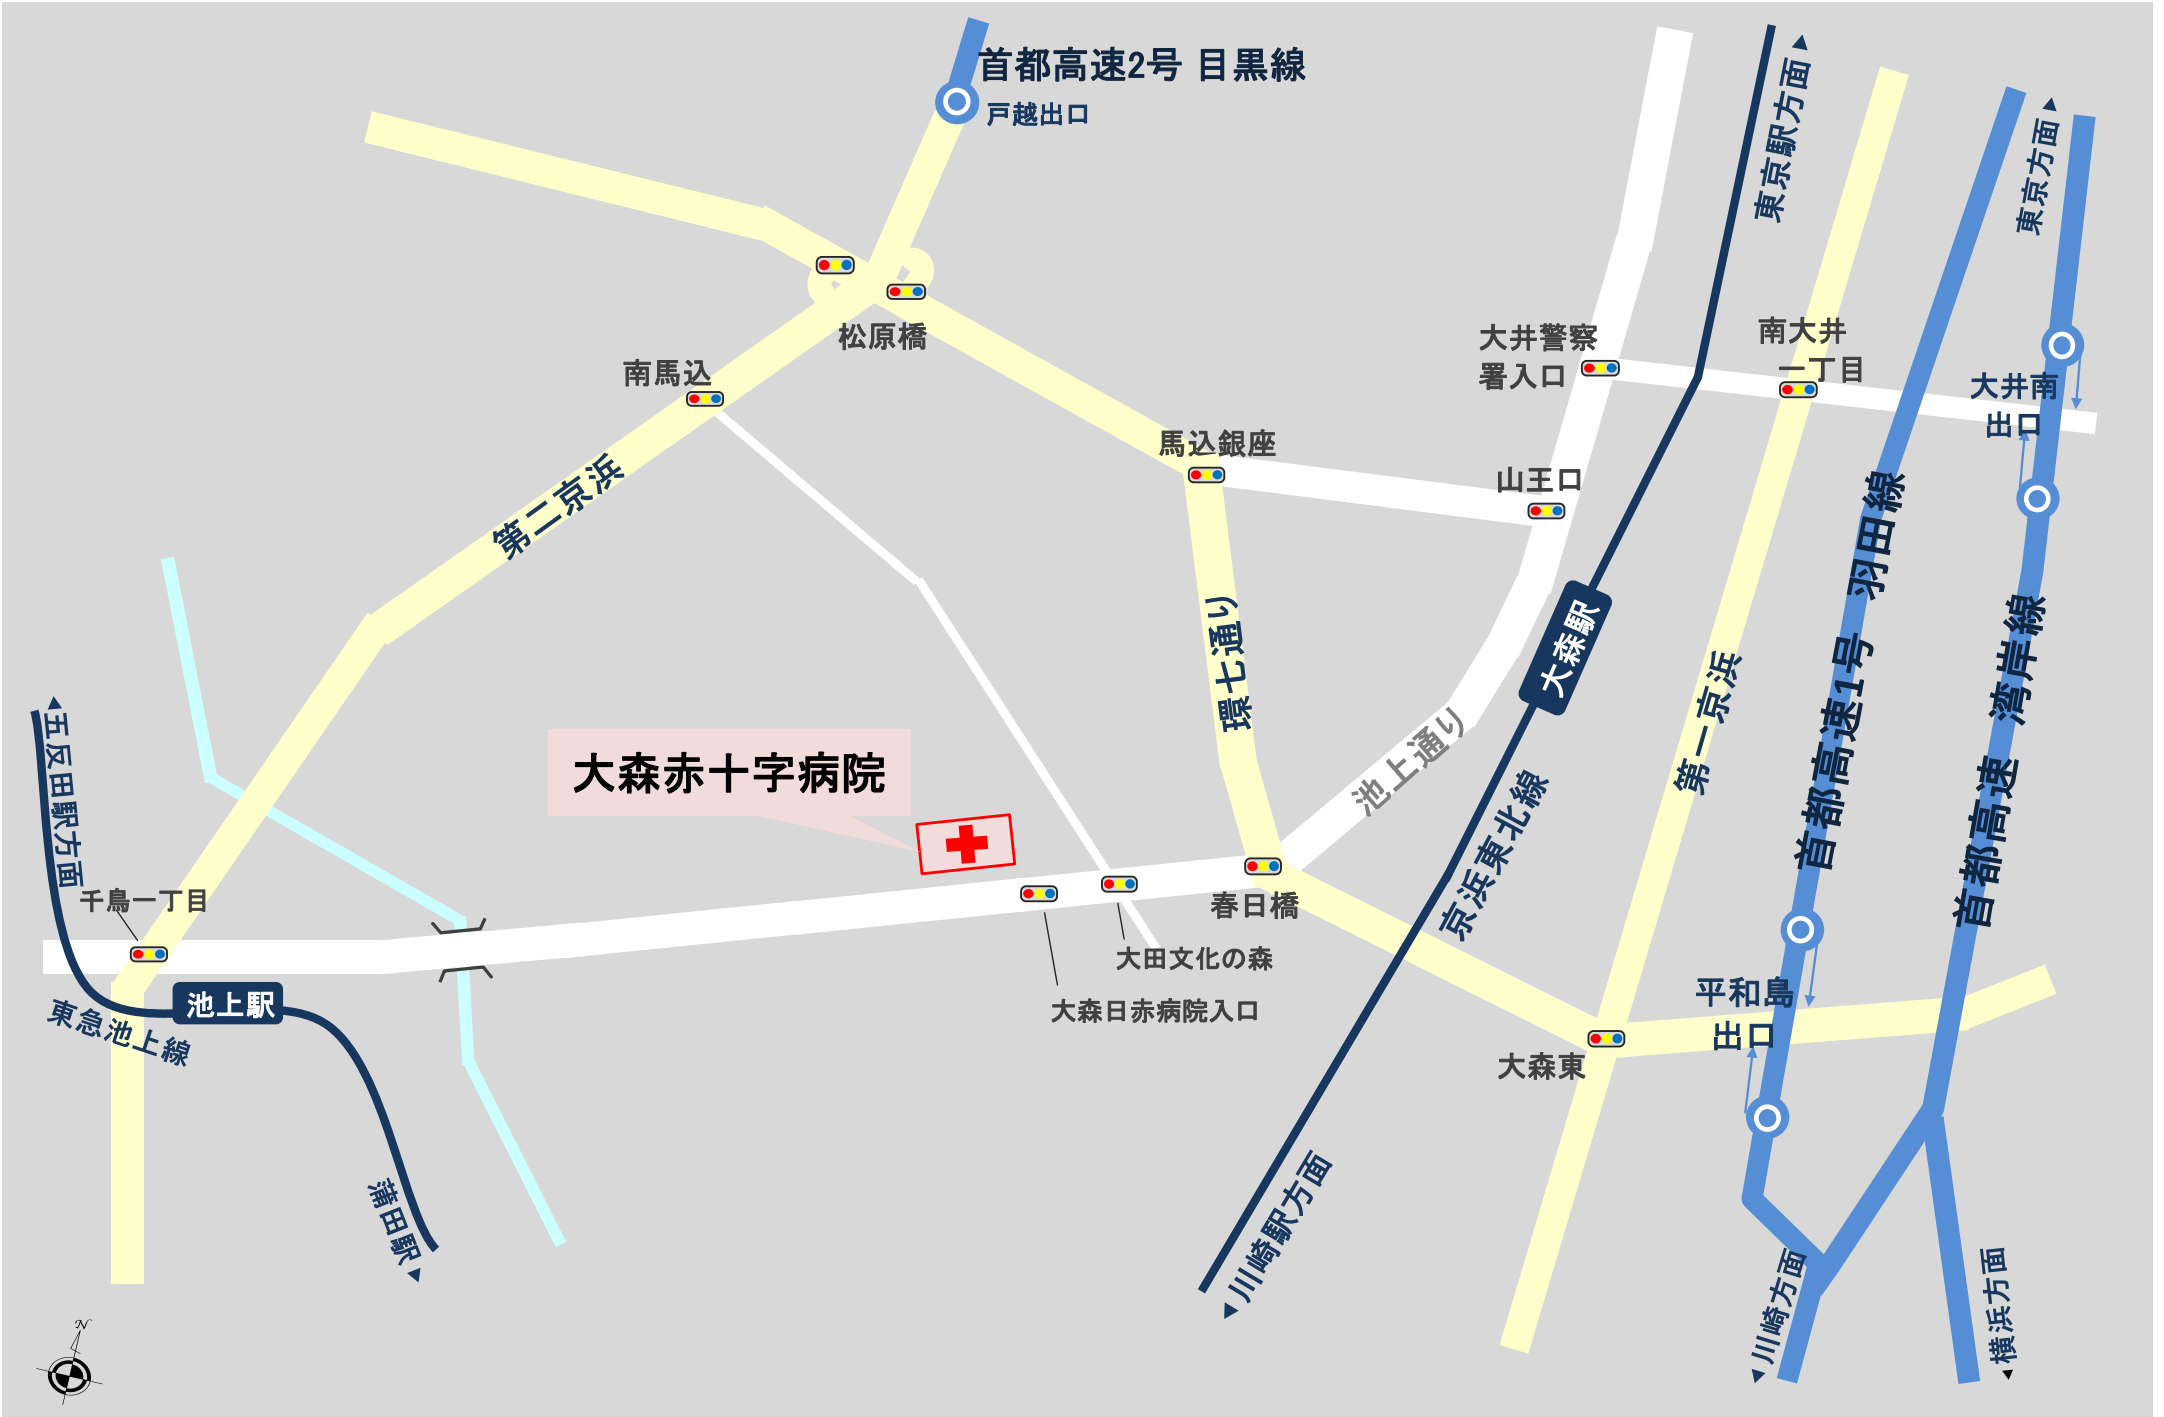 首都高速2号 目黒線
戸越出口
東京駅方面
東京方面
松原橋
南馬込
大井警察
署入口
南大井
一丁目
大井南
出口
馬込銀座
山王口
第二京浜
首都高速1号 羽田線
首都高速 湾岸線
環七通り
大森駅
第一京浜
池上通り
五反田駅方面
大森赤十字病院
京浜東北線
千鳥一丁目
春日橋
大田文化の森
大森日赤病院入口
平和島
出口
池上駅
東急池上線
大森東
蒲田駅
川崎駅方面
川崎方面
横浜方面
N